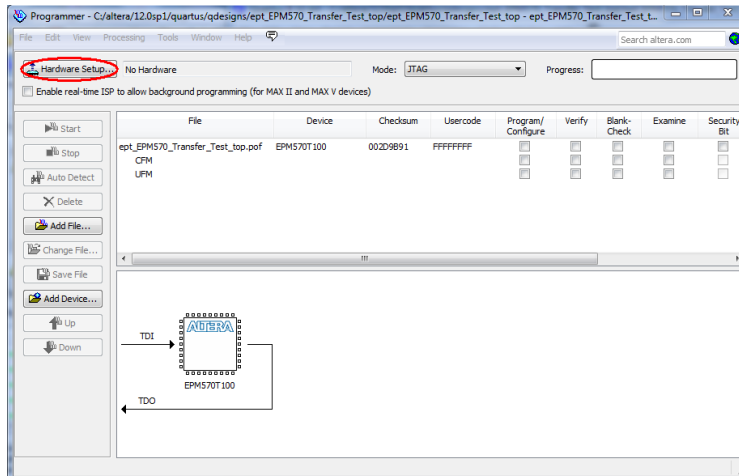 Programmer - C:/altera/12.0sp1/quartus/qdesigns/ept_EPM570_Transfer_Test_top/ept_EPM570_Transfer_Test_top - ept_EPM570_Transfer_Test_t...
File Edit View Processing Tools Window Help
Search altera.com
Hardware Setup... No Hardware Mode: JTAG Progress:
Enable real-time ISP to allow background programming (for MAX II and MAX V devices)
Start
Stop
Auto Detect
Delete
Add File...
Change File...
Save File
Add Device...
Up
Down
File Device Checksum Usercode Program/ Verify Blank- Examine Security
Configure Check Bit
ept_EPM570_Transfer_Test_top.pof EPM570T100 002D9B91 FFFFFFFF
CFM
UFM
ALTERA
TDI
EPM570T100
TDO